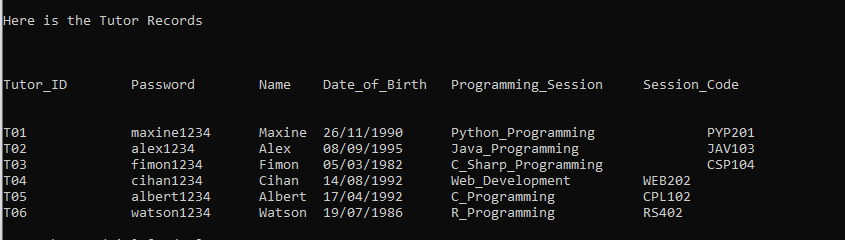 Here is the Tutor Records
Tutor_ID Password Name Date_of_Birth Programming_Session Session_Code
T01 maxine1234 Maxine 26/11/1990 Python_Programming PYP201
T02 alex1234 Alex 08/09/1995 Java_Programming JAV103
T03 fimon1234 Fimon 05/03/1982 C_Sharp_Programming CSP104
T04 cihan1234 Cihan 14/08/1992 Web_Development WEB202
T05 albert1234 Albert 17/04/1992 C_Programming CPL102
T06 watson1234 Watson 19/07/1986 R_Programming RS402